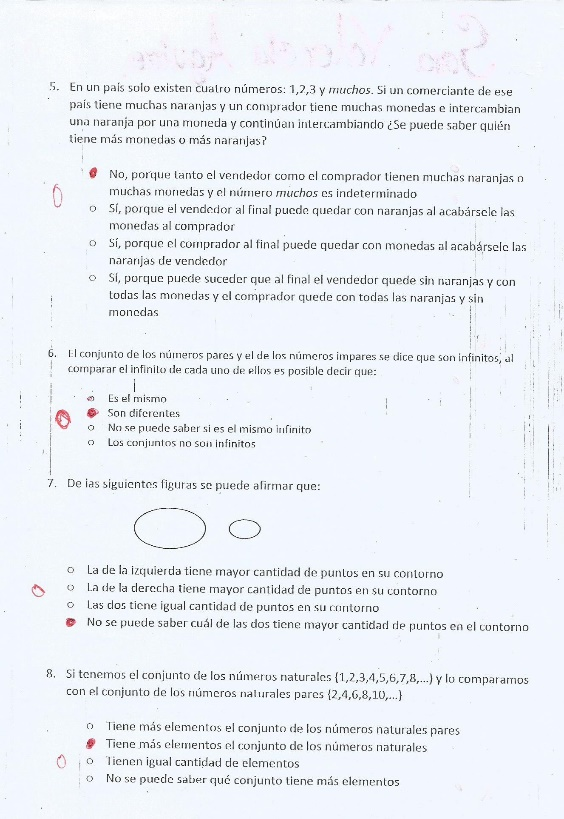 5. En un país solo existen cuatro números: 1,2,3 y muchos. Si un comerciante de ese
país tiene muchas naranjas y un comprador tiene muchas monedas e intercambian
una naranja por una moneda y continúan intercambiando ¿Se puede saber quién
tiene más monedas o más naranjas?
No, porque tanto el vendedor como el comprador tienen muchas naranjas o
muchas monedas y el número muchos es indeterminado
○ Sí, porque el vendedor al final puede quedar con naranjas al acabársele las
monedas al comprador
○ Sí, porque el comprador al final puede quedar con monedas al acabársele las
naranjas de vendedor
○ Sí, porque puede suceder que al final el vendedor quede sin naranjas y con
todas las monedas y el comprador quede con todas las naranjas y sin
monedas
6. El conjunto de los números pares y el de los números impares se dice que son infinitos, al
comparar el infinito de cada uno de ellos es posible decir que:
○ Es el mismo
Son diferentes
○ No se puede saber si es el mismo infinito
○ Los conjuntos no son infinitos
7. De las siguientes figuras se puede afirmar que:
○ La de la izquierda tiene mayor cantidad de puntos en su contorno
○ La de la derecha tiene mayor cantidad de puntos en su contorno
○ Las dos tiene igual cantidad de puntos en su contorno
No se puede saber cuál de las dos tiene mayor cantidad de puntos en el contorno
8. Si tenemos el conjunto de los números naturales {1,2,3,4,5,6,7,8,...} y lo comparamos
con el conjunto de los números naturales pares {2,4,6,8,10,...}
○ Tiene más elementos el conjunto de los números naturales pares
Tiene más elementos el conjunto de los números naturales
○ Tienen igual cantidad de elementos
○ No se puede saber qué conjunto tiene más elementos